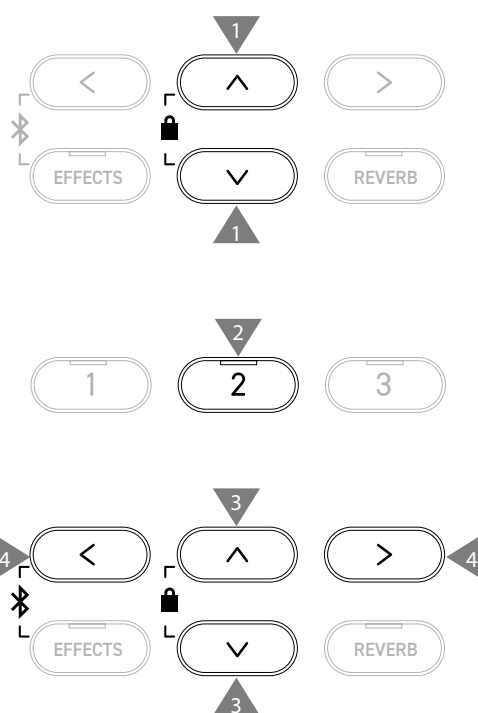 1
<
^
>
EFFECTS
v
REVERB
1
2
1
2
3
3
4
<
^
>
4
EFFECTS
v
REVERB
3